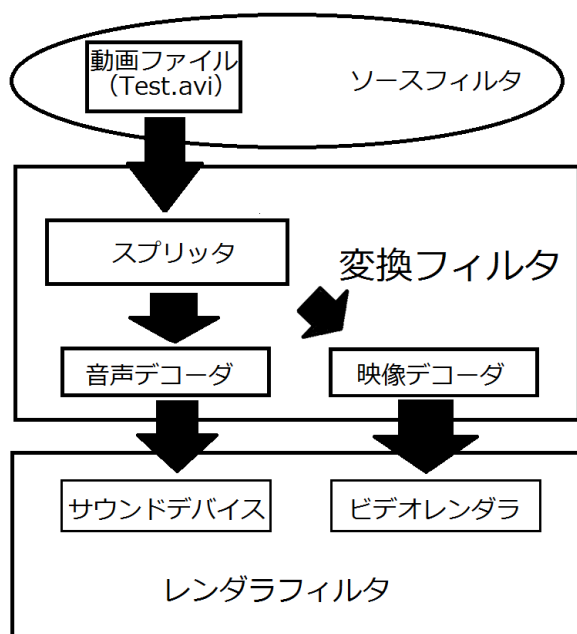 動画ファイル
（Test.avi）
ソースフィルタ
スプリッタ
変換フィルタ
音声デコーダ
映像デコーダ
サウンドデバイス
ビデオレンダラ
レンダラフィルタ